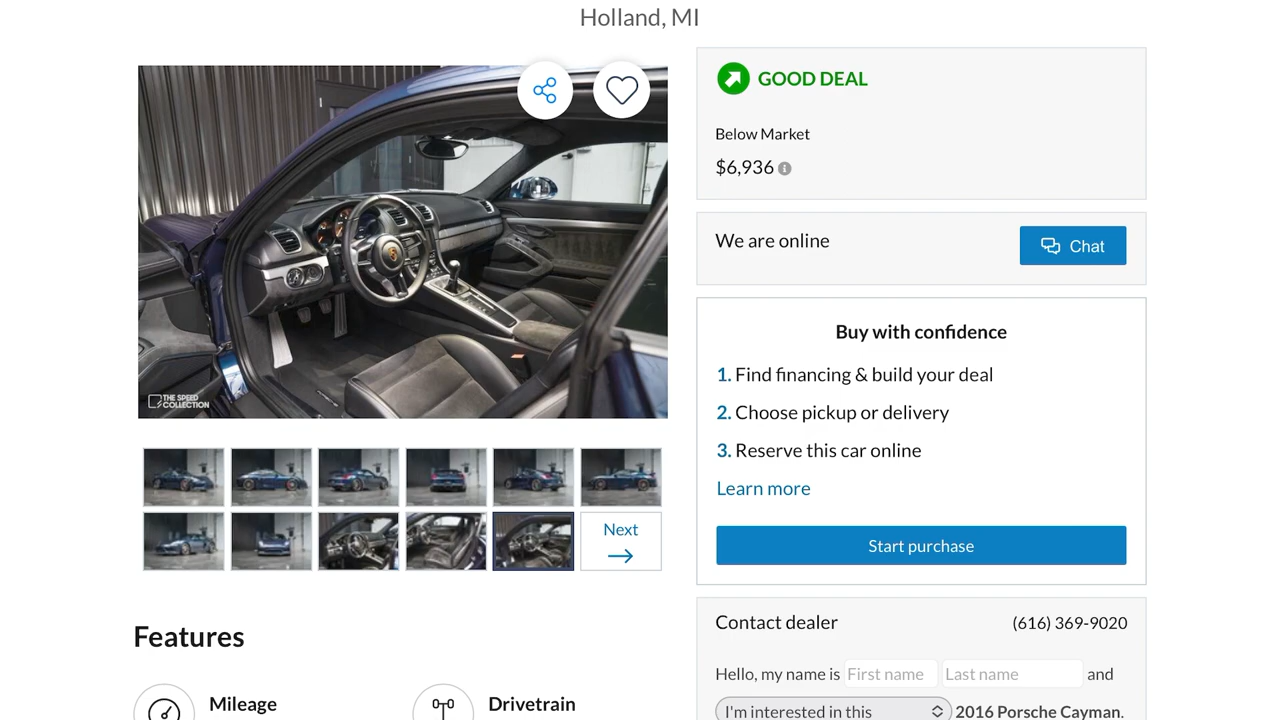 Holland, MI
THE SPEED
COLLECTION
Next
Features
Mileage
Drivetrain
GOOD DEAL
Below Market
$6,936
We are online
Chat
Buy with confidence
1. Find financing & build your deal
2. Choose pickup or delivery
3. Reserve this car online
Learn more
Start purchase
Contact dealer (616) 369-9020
Hello, my name is First name Last name and
I'm interested in this 2016 Porsche Cayman.